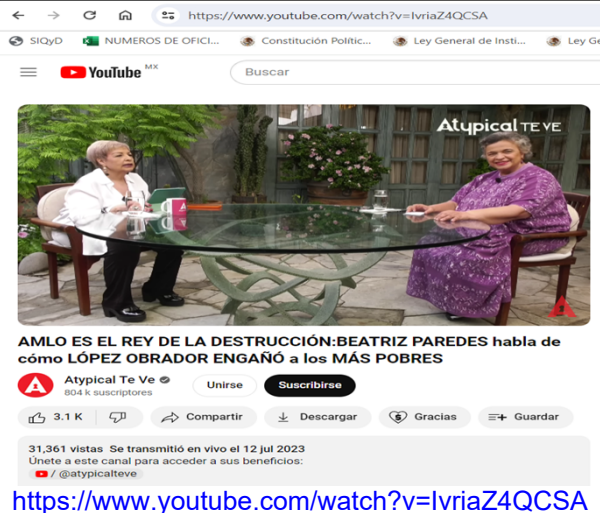 https://www.youtube.com/watch?v=IvriaZ4QCSA
SIQyD NUMEROS DE OFICI... Constitución Polític... Ley General de Insti... Ley Ge
YouTube MX
Buscar
Atypical TE VE
AMLO ES EL REY DE LA DESTRUCCIÓN:BEATRIZ PAREDES habla de
cómo LÓPEZ OBRADOR ENGAÑÓ a los MÁS POBRES
Atypical Te Ve
804 k suscriptores
Unirse
Suscribirse
3.1 K Compartir Descargar Gracias Guardar
31,361 vistas Se transmitió en vivo el 12 jul 2023
Únete a este canal para acceder a sus beneficios:
/ @atypicalteve
https://www.youtube.com/watch?v=IvriaZ4QCSA